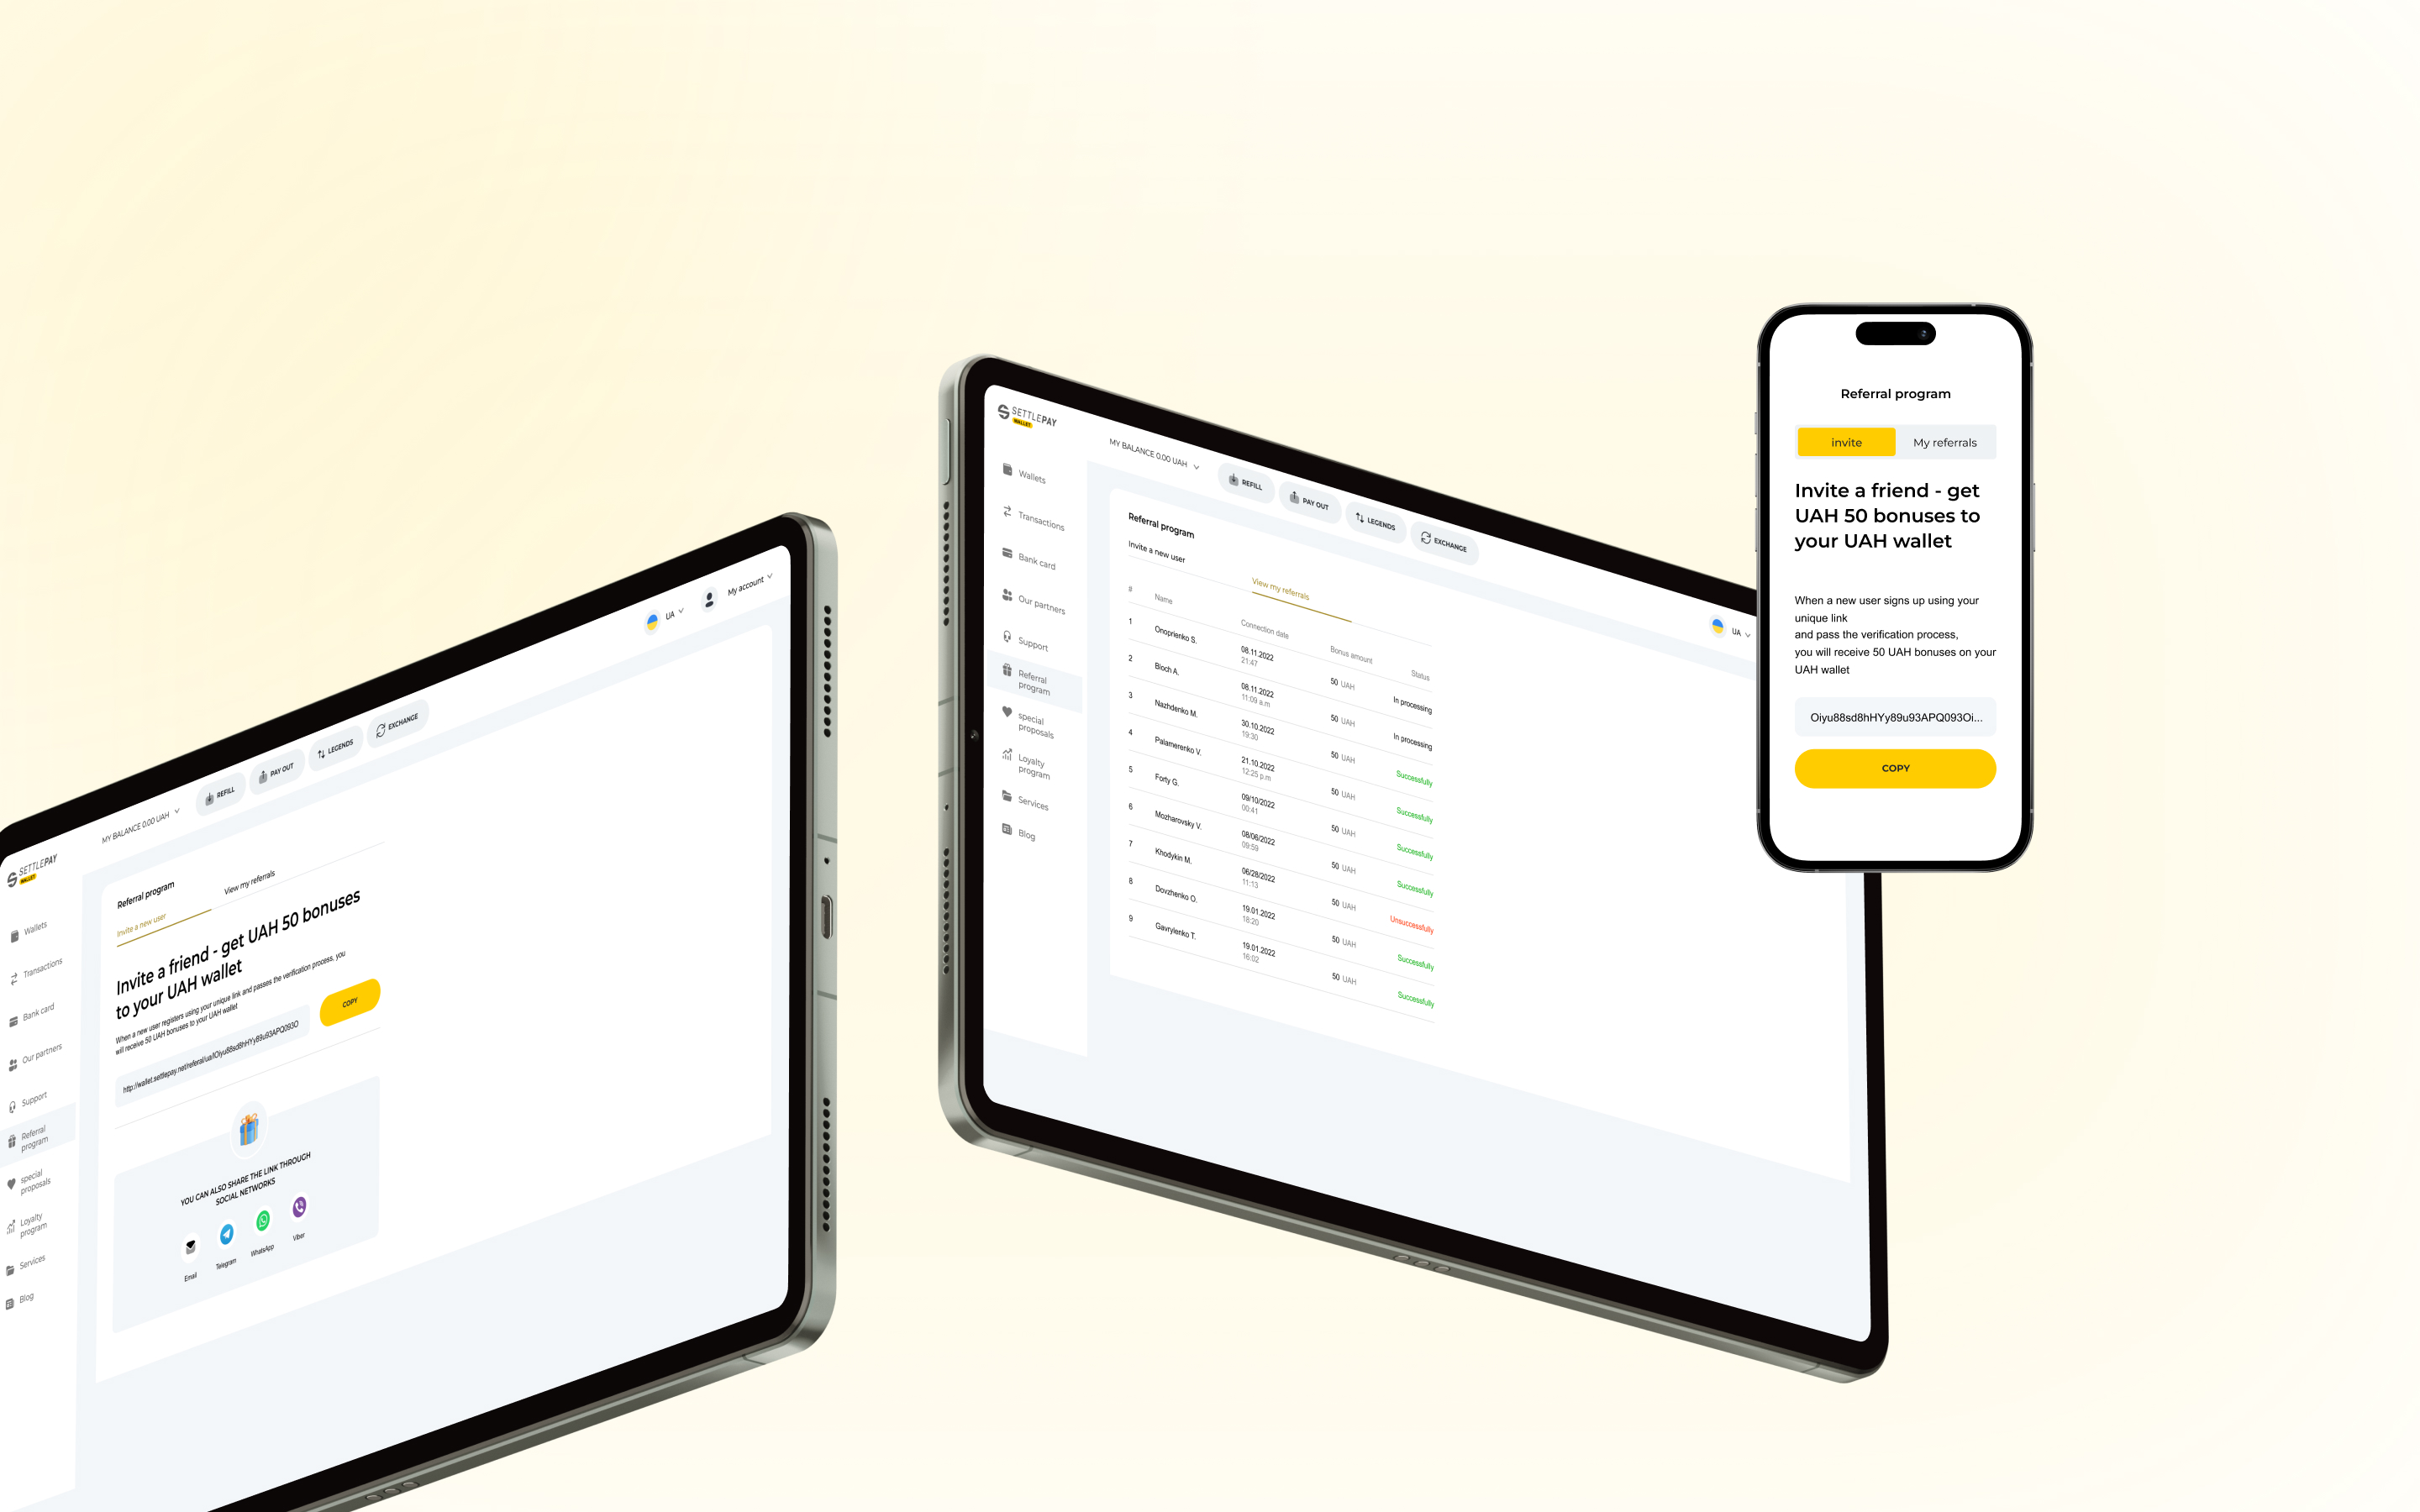 SETTLEPAY
WALLET
MY BALANCE 0.00 UAH
REFILL
PAY OUT
LEGENDS
EXCHANGE
UA
My account
Wallets
Transactions
Bank card
Our partners
Support
Referral
program
special
proposals
Loyalty
program
Services
Blog
Referral program
Invite a new user
View my referrals
Invite a friend - get UAH 50 bonuses
to your UAH wallet
When a new user registers using your unique link and passes the verification process, you
will receive 50 UAH bonuses to your UAH wallet
http://wallet.settlepay.net/referal/ua/lOiyu88sd8hHYy89u93APQ093O
COPY
YOU CAN ALSO SHARE THE LINK THROUGH
SOCIAL NETWORKS
Email
Telegram
WhatsApp
Viber
SETTLEPAY
WALLET
MY BALANCE 0.00 UAH
REFILL
PAY OUT
LEGENDS
EXCHANGE
UA
Wallets
Transactions
Bank card
Our partners
Support
Referral
program
special
proposals
Loyalty
program
Services
Blog
Referral program
Invite a new user
View my referrals
# Name Connection date Bonus amount Status
1 Onoprienko S. 08.11.2022 50 UAH In processing
21:47
2 Bloch A. 08.11.2022 50 UAH In processing
11:09 a.m
3 Nazhdenko M. 30.10.2022 50 UAH Successfully
19:30
4 Palamerenko V. 21.10.2022 50 UAH Successfully
12:25 p.m
5 Forty G. 09/10/2022 50 UAH Successfully
00:41
6 Mozharovsky V. 08/06/2022 50 UAH Successfully
09:59
7 Khodykin M. 06/28/2022 50 UAH Unsuccessfully
11:13
8 Dovzhenko O. 19.01.2022 50 UAH Successfully
18:20
9 Gavrylenko T. 19.01.2022 50 UAH Successfully
16:02
Referral program
invite
My referrals
Invite a friend - get
UAH 50 bonuses to
your UAH wallet
When a new user signs up using your
unique link
and pass the verification process,
you will receive 50 UAH bonuses on your
UAH wallet
Oiyu88sd8hHYy89u93APQ093Oi...
COPY